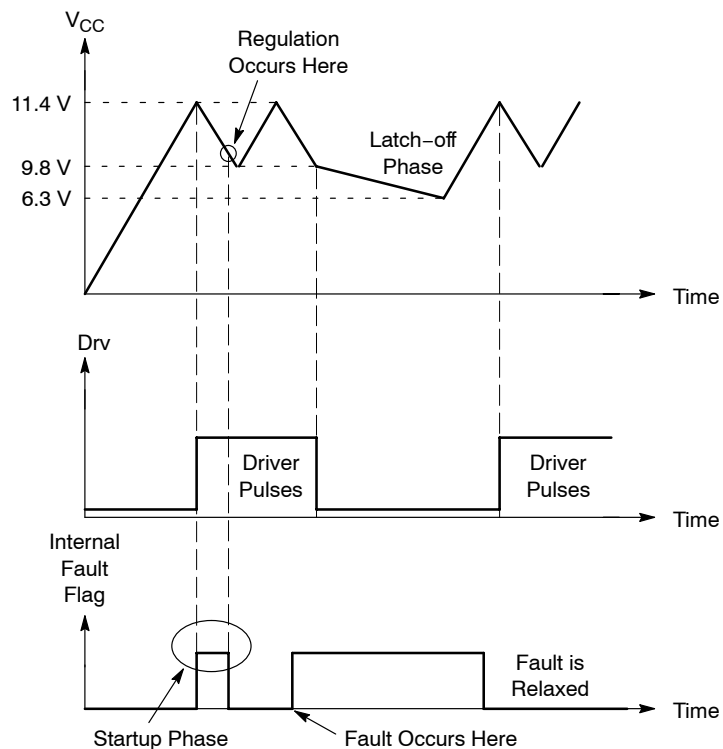 VCC
Regulation
Occurs Here
11.4 V
Latch−off
Phase
9.8 V
6.3 V
Time
Drv
Driver
Pulses
Driver
Pulses
Time
Internal
Fault
Flag
Fault is
Relaxed
Time
Startup Phase
Fault Occurs Here